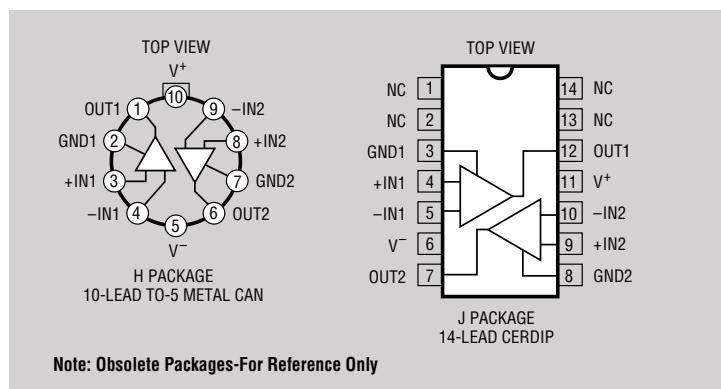 TOP VIEW
V+
10
OUT1 1 9 –IN2
GND1 2 8 +IN2
+IN1 3 7 GND2
–IN1 4 6 OUT2
5
V–
H PACKAGE
10-LEAD TO-5 METAL CAN
TOP VIEW
NC 1 14 NC
NC 2 13 NC
GND1 3 12 OUT1
+IN1 4 11 V+
–IN1 5 10 –IN2
V– 6 9 +IN2
OUT2 7 8 GND2
J PACKAGE
14-LEAD CERDIP
Note: Obsolete Packages-For Reference Only